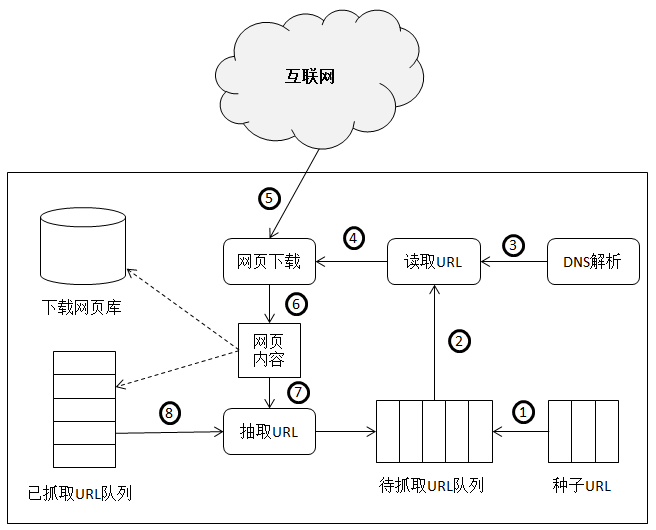 互联网
⑤
网页下载
④
读取URL
③
DNS解析
下载网页库
⑥
网页
内容
②
⑦
⑧
抽取URL
①
已抓取URL队列
待抓取URL队列
种子URL